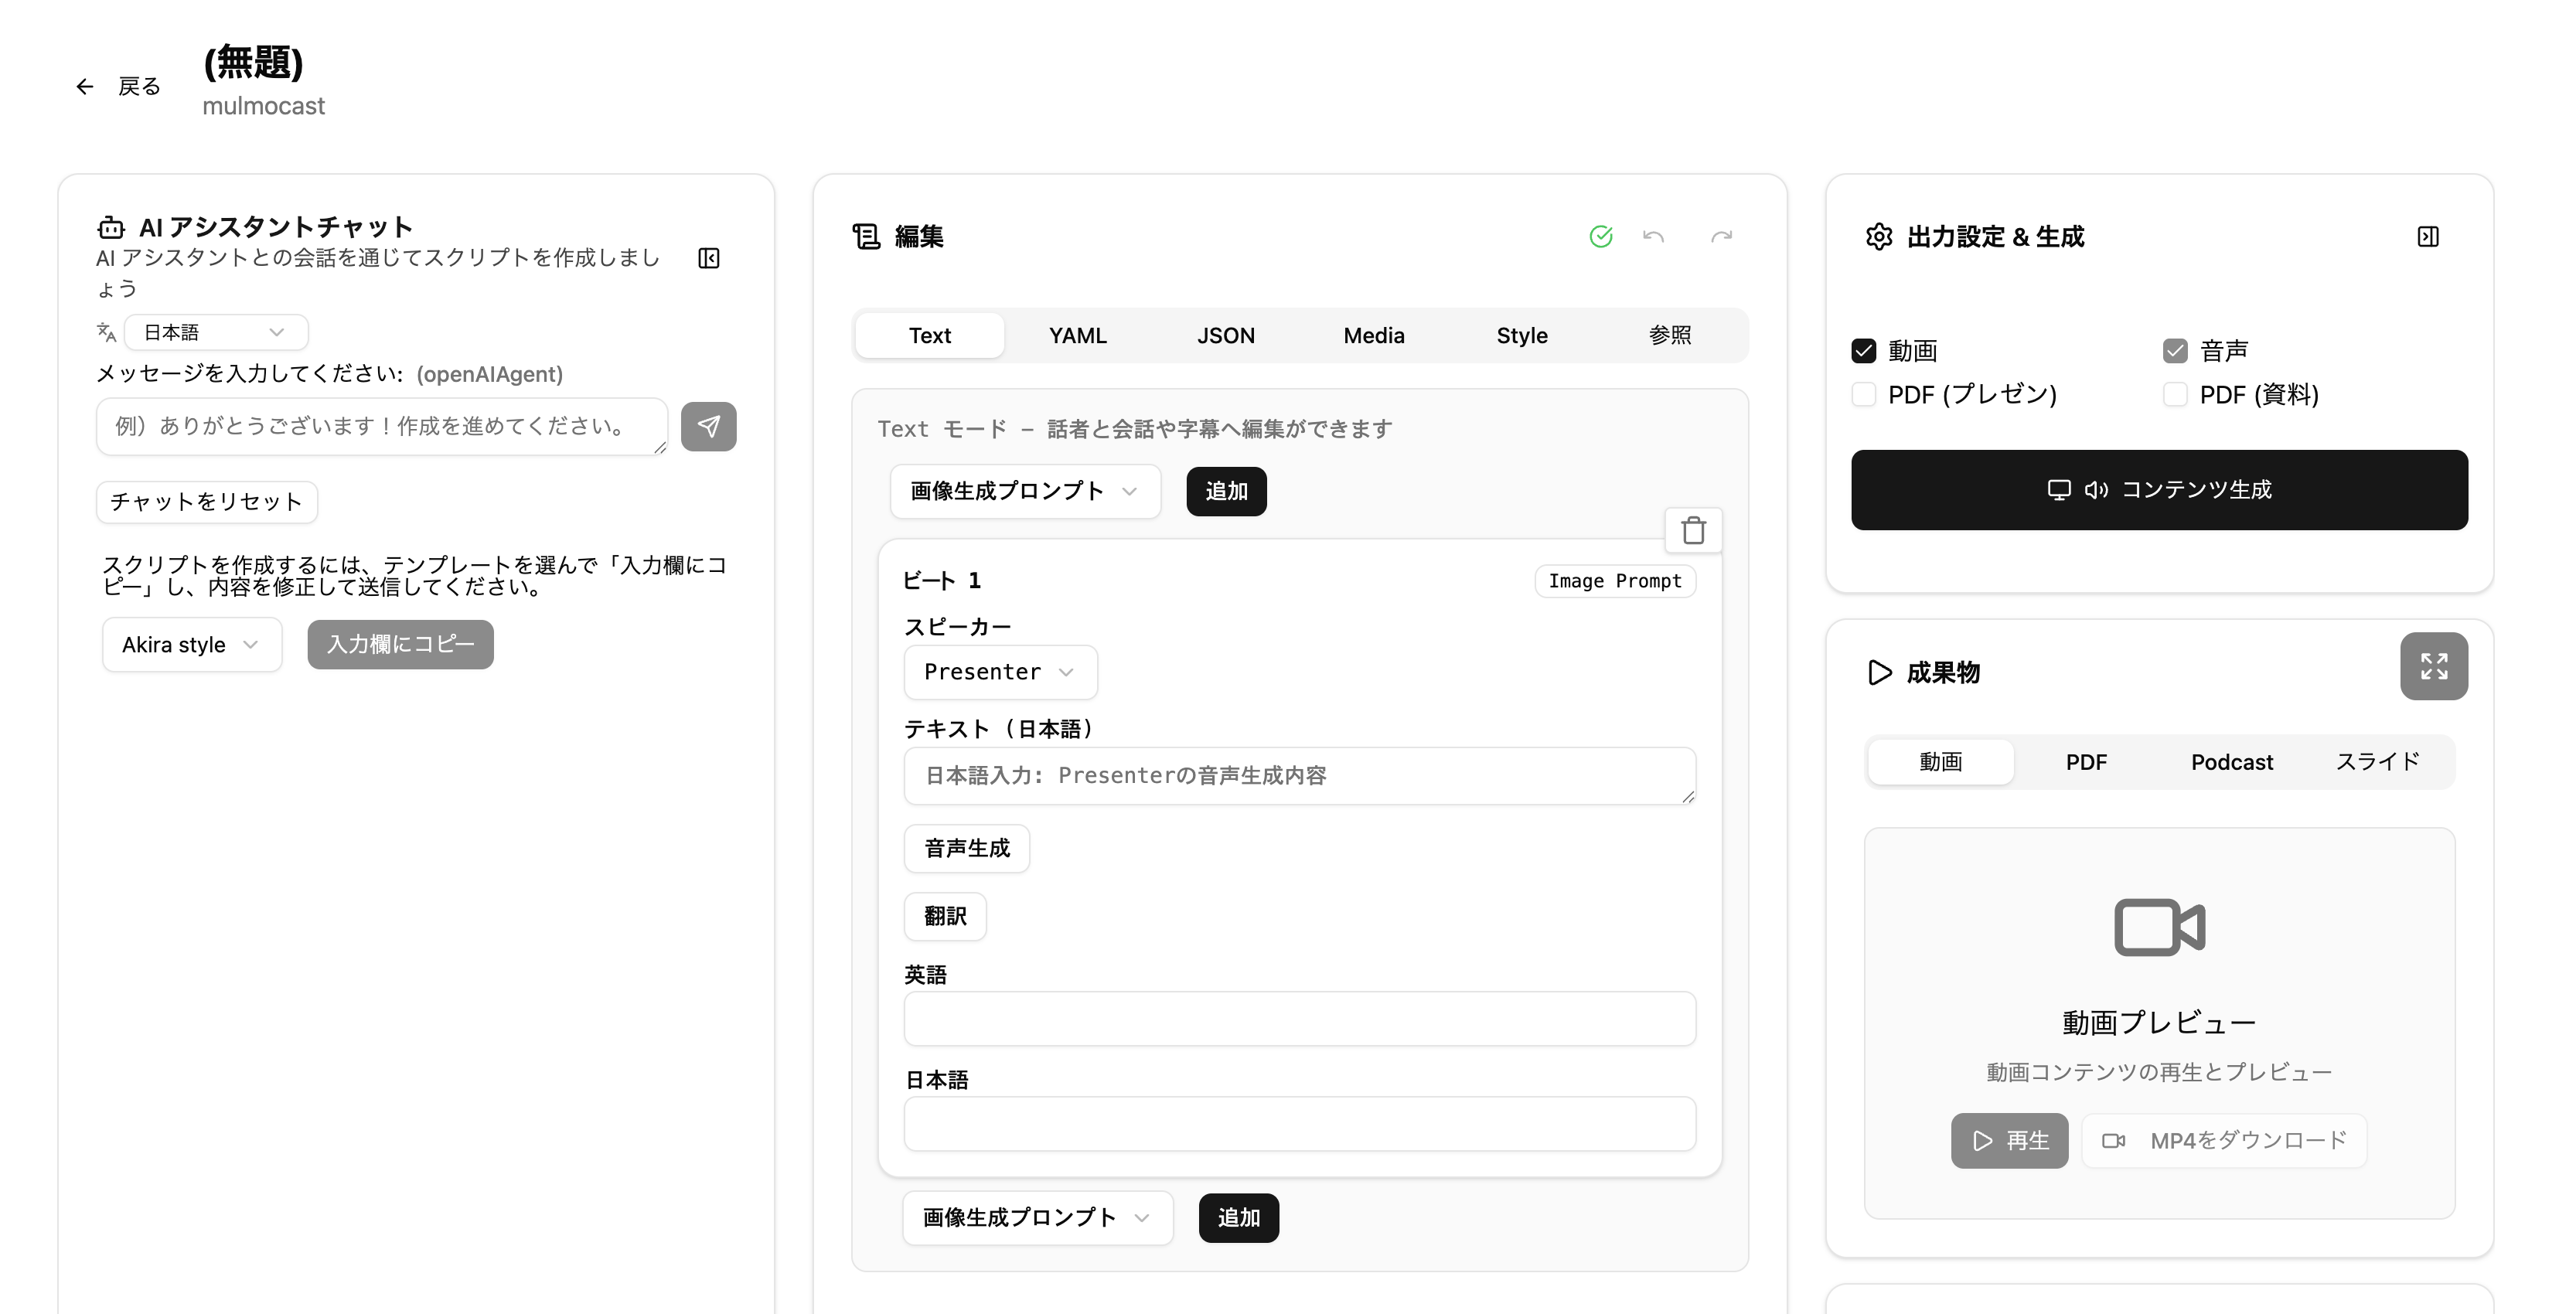 戻る
(無題)
mulmocast
AI アシスタントチャット
AI アシスタントとの会話を通じてスクリプトを作成しまし
ょう
日本語
メッセージを入力してください: (openAIAgent)
例）ありがとうございます！作成を進めてください。
チャットをリセット
スクリプトを作成するには、テンプレートを選んで「入力欄にコ
ピー」し、内容を修正して送信してください。
Akira style
入力欄にコピー
編集
Text YAML JSON Media Style 参照
Text モード – 話者と会話や字幕へ編集ができます
画像生成プロンプト 追加
ビート 1 Image Prompt
スピーカー
Presenter
テキスト (日本語)
日本語入力: Presenterの音声生成内容
音声生成
翻訳
英語
日本語
画像生成プロンプト 追加
出力設定 & 生成
動画 音声
PDF (プレゼン) PDF (資料)
コンテンツ生成
成果物
動画 PDF Podcast スライド
動画プレビュー
動画コンテンツの再生とプレビュー
再生 MP4をダウンロード